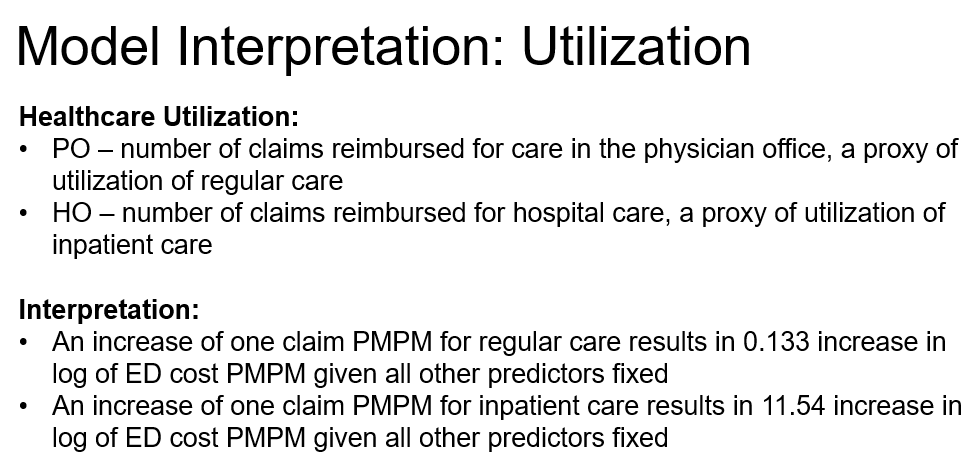 Model Interpretation: Utilization
Healthcare Utilization:
• PO – number of claims reimbursed for care in the physician office, a proxy of
utilization of regular care
• HO – number of claims reimbursed for hospital care, a proxy of utilization of
inpatient care
Interpretation:
• An increase of one claim PMPM for regular care results in 0.133 increase in
log of ED cost PMPM given all other predictors fixed
• An increase of one claim PMPM for inpatient care results in 11.54 increase in
log of ED cost PMPM given all other predictors fixed